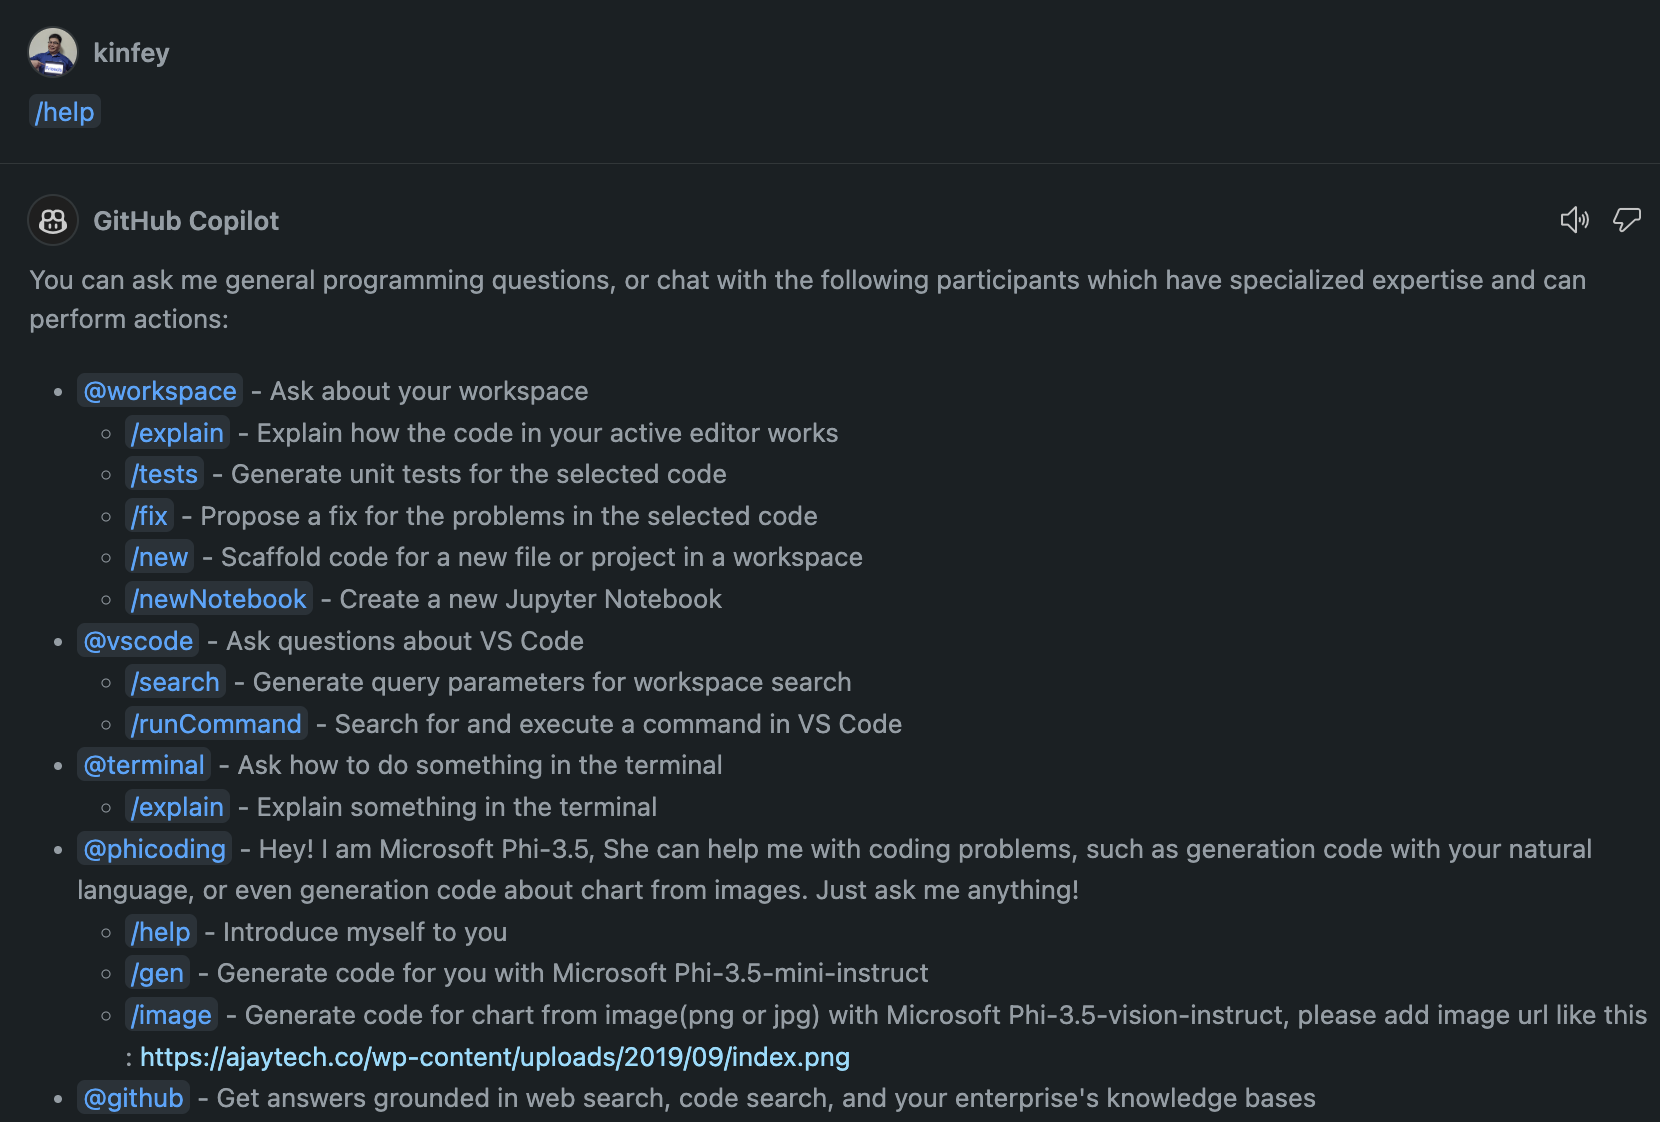 kinfey
/help
GitHub Copilot
You can ask me general programming questions, or chat with the following participants which have specialized expertise and can
perform actions:
@workspace - Ask about your workspace
/explain - Explain how the code in your active editor works
/tests - Generate unit tests for the selected code
/fix - Propose a fix for the problems in the selected code
/new - Scaffold code for a new file or project in a workspace
/newNotebook - Create a new Jupyter Notebook
@vscode - Ask questions about VS Code
/search - Generate query parameters for workspace search
/runCommand - Search for and execute a command in VS Code
@terminal - Ask how to do something in the terminal
/explain - Explain something in the terminal
@phicoding - Hey! I am Microsoft Phi-3.5, She can help me with coding problems, such as generation code with your natural
language, or even generation code about chart from images. Just ask me anything!
/help - Introduce myself to you
/gen - Generate code for you with Microsoft Phi-3.5-mini-instruct
/image - Generate code for chart from image(png or jpg) with Microsoft Phi-3.5-vision-instruct, please add image url like this
: https://ajaytech.co/wp-content/uploads/2019/09/index.png
@github - Get answers grounded in web search, code search, and your enterprise's knowledge bases